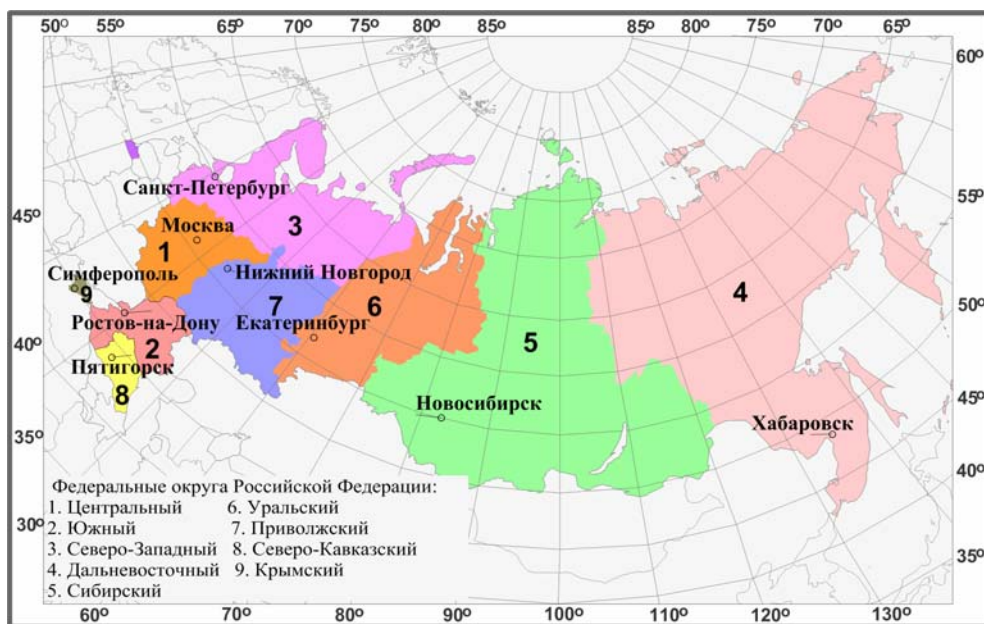 50° 55° 65° 70° 75° 80° 85° 85° 80° 75° 70° 65°
60°
55°
50°
45°
40°
35°
45°
40°
35°
30°
Санкт-Петербург
Москва
3
1
Симферополь
Нижний Новгород
9
7
6
4
Ростов-на-Дону
Екатеринбург
2
5
Пятигорск
8
Новосибирск
Хабаровск
Федеральные округа Российской Федерации:
1. Центральный 6. Уральский
2. Южный 7. Приволжский
3. Северо-Западный 8. Северо-Кавказский
4. Дальневосточный 9. Крымский
5. Сибирский
60° 70° 80° 90° 100° 110° 120° 130°